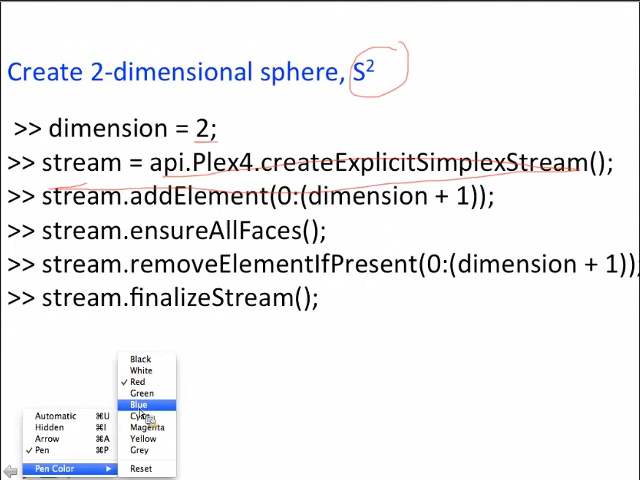 Create 2-dimensional sphere, S²
>> dimension = 2;
>> stream = api.Plex4.createExplicitSimplexStream();
>> stream.addElement(0:(dimension + 1));
>> stream.ensureAllFaces();
>> stream.removeElementIfPresent(0:(dimension + 1));
>> stream.finalizeStream();
Black
White
✓ Red
Green
Blue
Cyan
Magenta
Yellow
Grey
Reset
Automatic ⌘U
Hidden ⌘I
Arrow ⌘A
✓ Pen ⌘P
Pen Color ▶